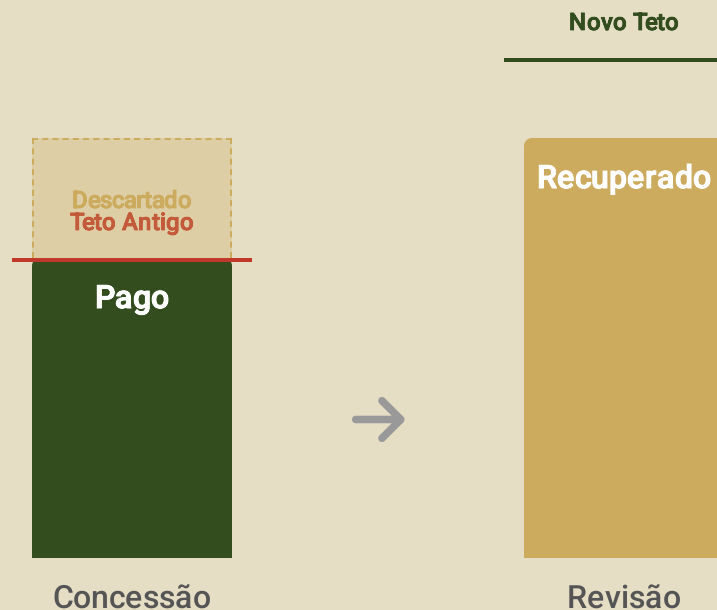 Novo Teto
Descartado
Teto Antigo
Pago
Recuperado
Concessão
Revisão